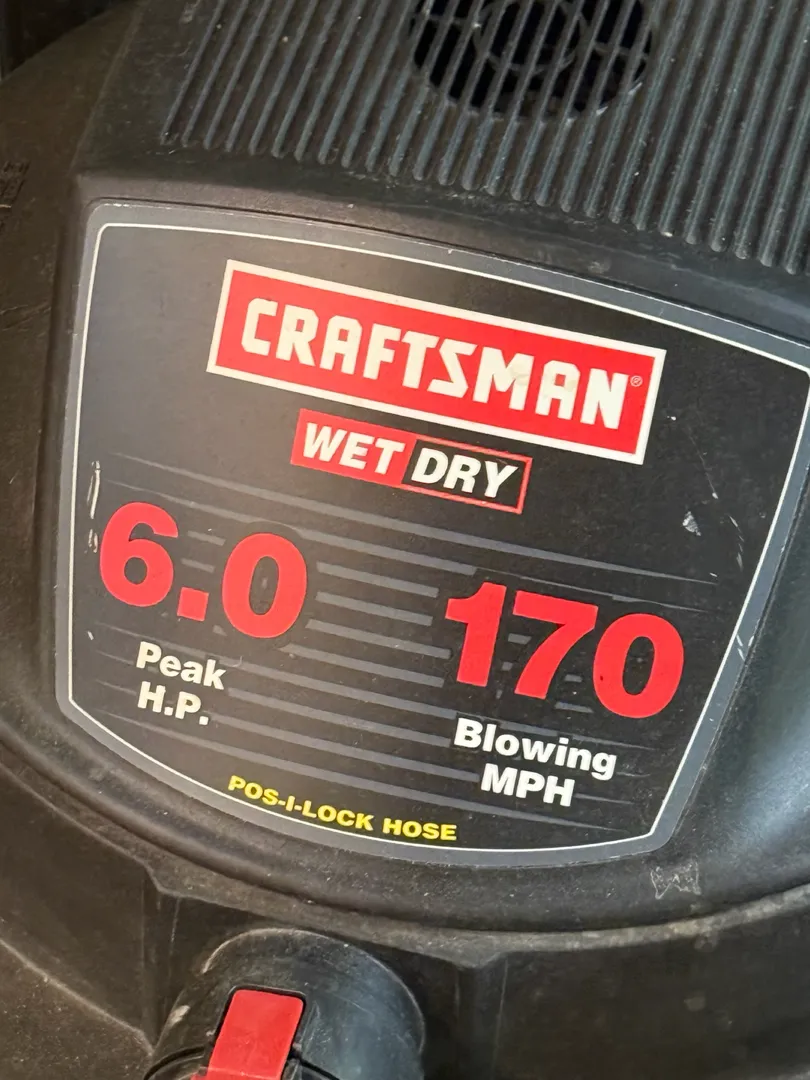 CRAFTSMAN®
WET DRY
6.0
Peak
H.P.
170
Blowing
MPH
POS-I-LOCK HOSE